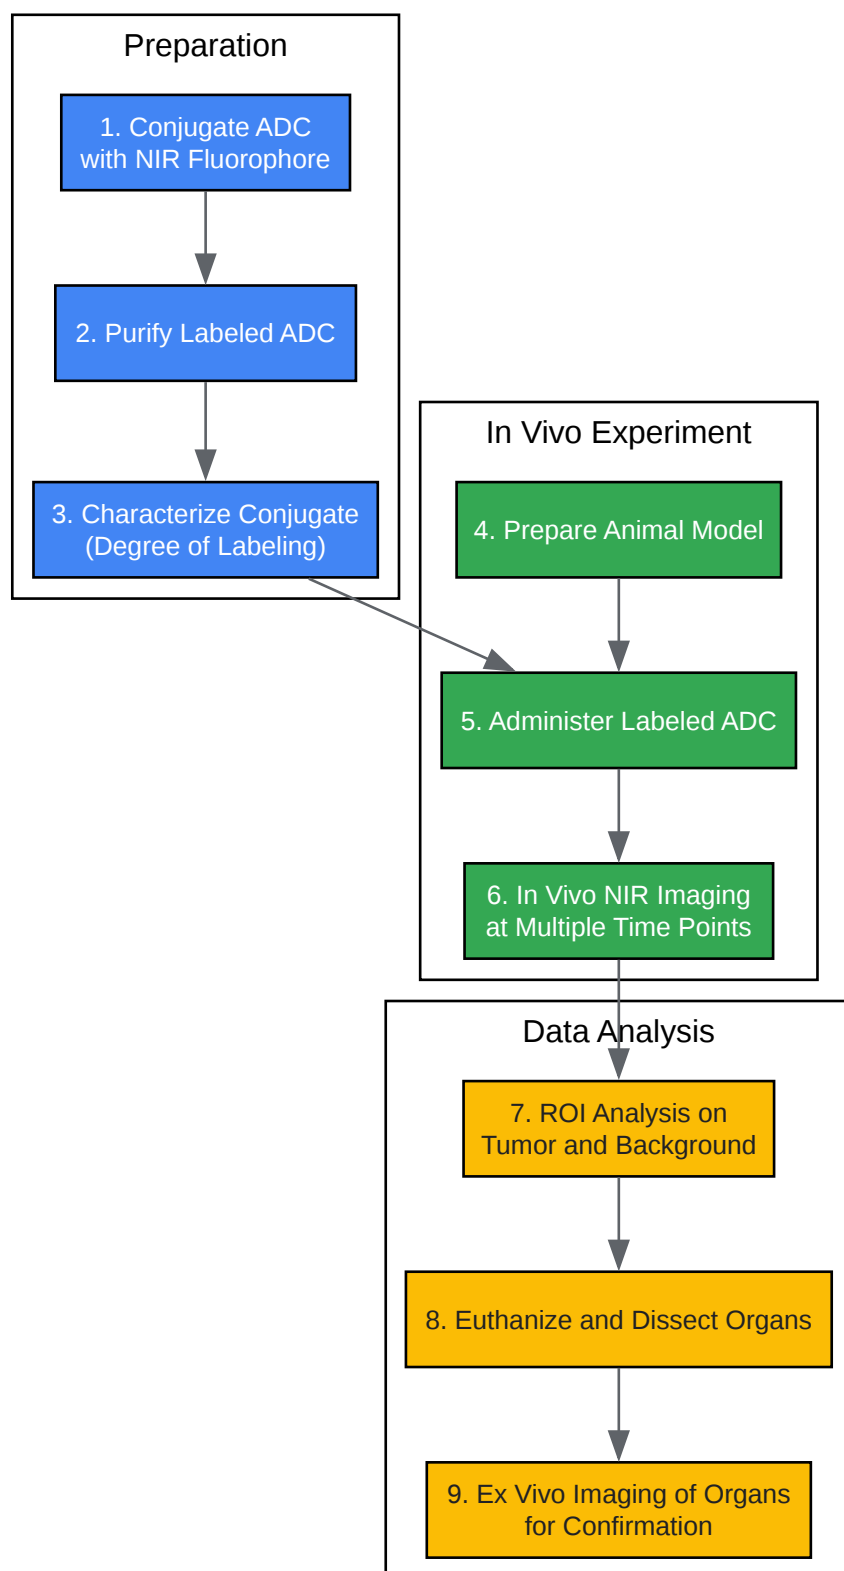 Preparation
1. Conjugate ADC
with NIR Fluorophore
2. Purify Labeled ADC
3. Characterize Conjugate
(Degree of Labeling)
In Vivo Experiment
4. Prepare Animal Model
5. Administer Labeled ADC
6. In Vivo NIR Imaging
at Multiple Time Points
Data Analysis
7. ROI Analysis on
Tumor and Background
8. Euthanize and Dissect Organs
9. Ex Vivo Imaging of Organs
for Confirmation